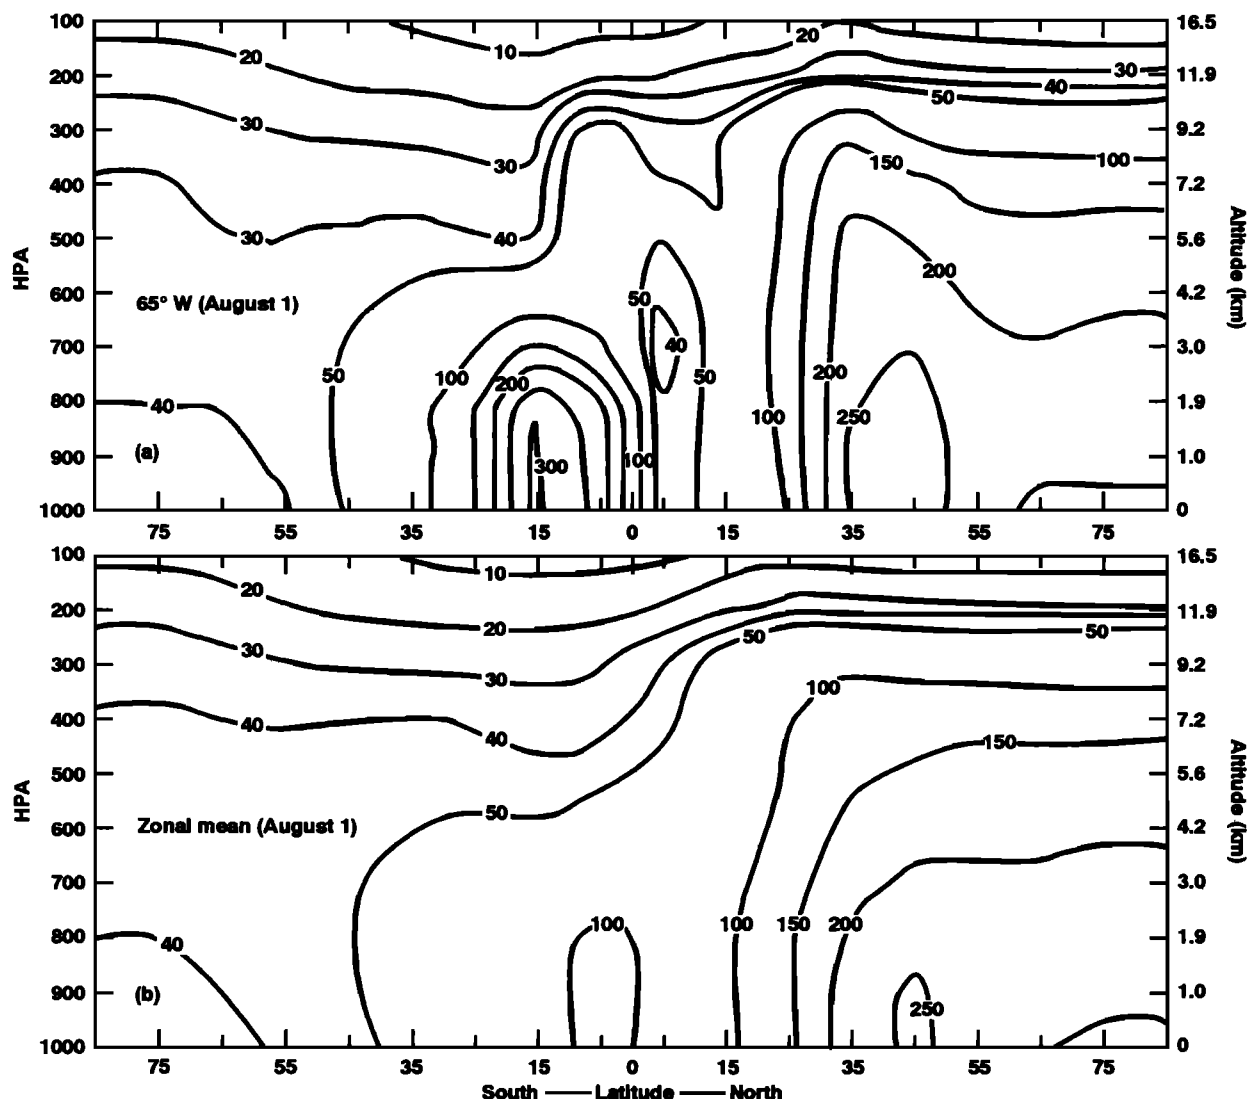 100 16.5
10 20
20
200 11.9
30
40
50
30
300 9.2
100
150
30
400 7.2
40
30
500 5.6
200
HPA
Altitude (km)
65° W (August 1)
600 50 4.2
40
700 3.0
50 100 200 50 200
800 40 1.9
100 250
(a) 100
300
900 1.0
1000 0
75 55 35 15 0 15 35 55 75
100 16.5
10
20
200 11.9
20 50 50
30
300 9.2
30
100
400 7.2
40
40 150
500 5.6
HPA
Altitude (km)
50
Zonal mean (August 1)
600 4.2
700 3.0
100 100 150 200
800 1.9
40
(b)
900 1.0
250
1000 0
75 55 35 15 0 15 35 55 75
South — Latitude — North